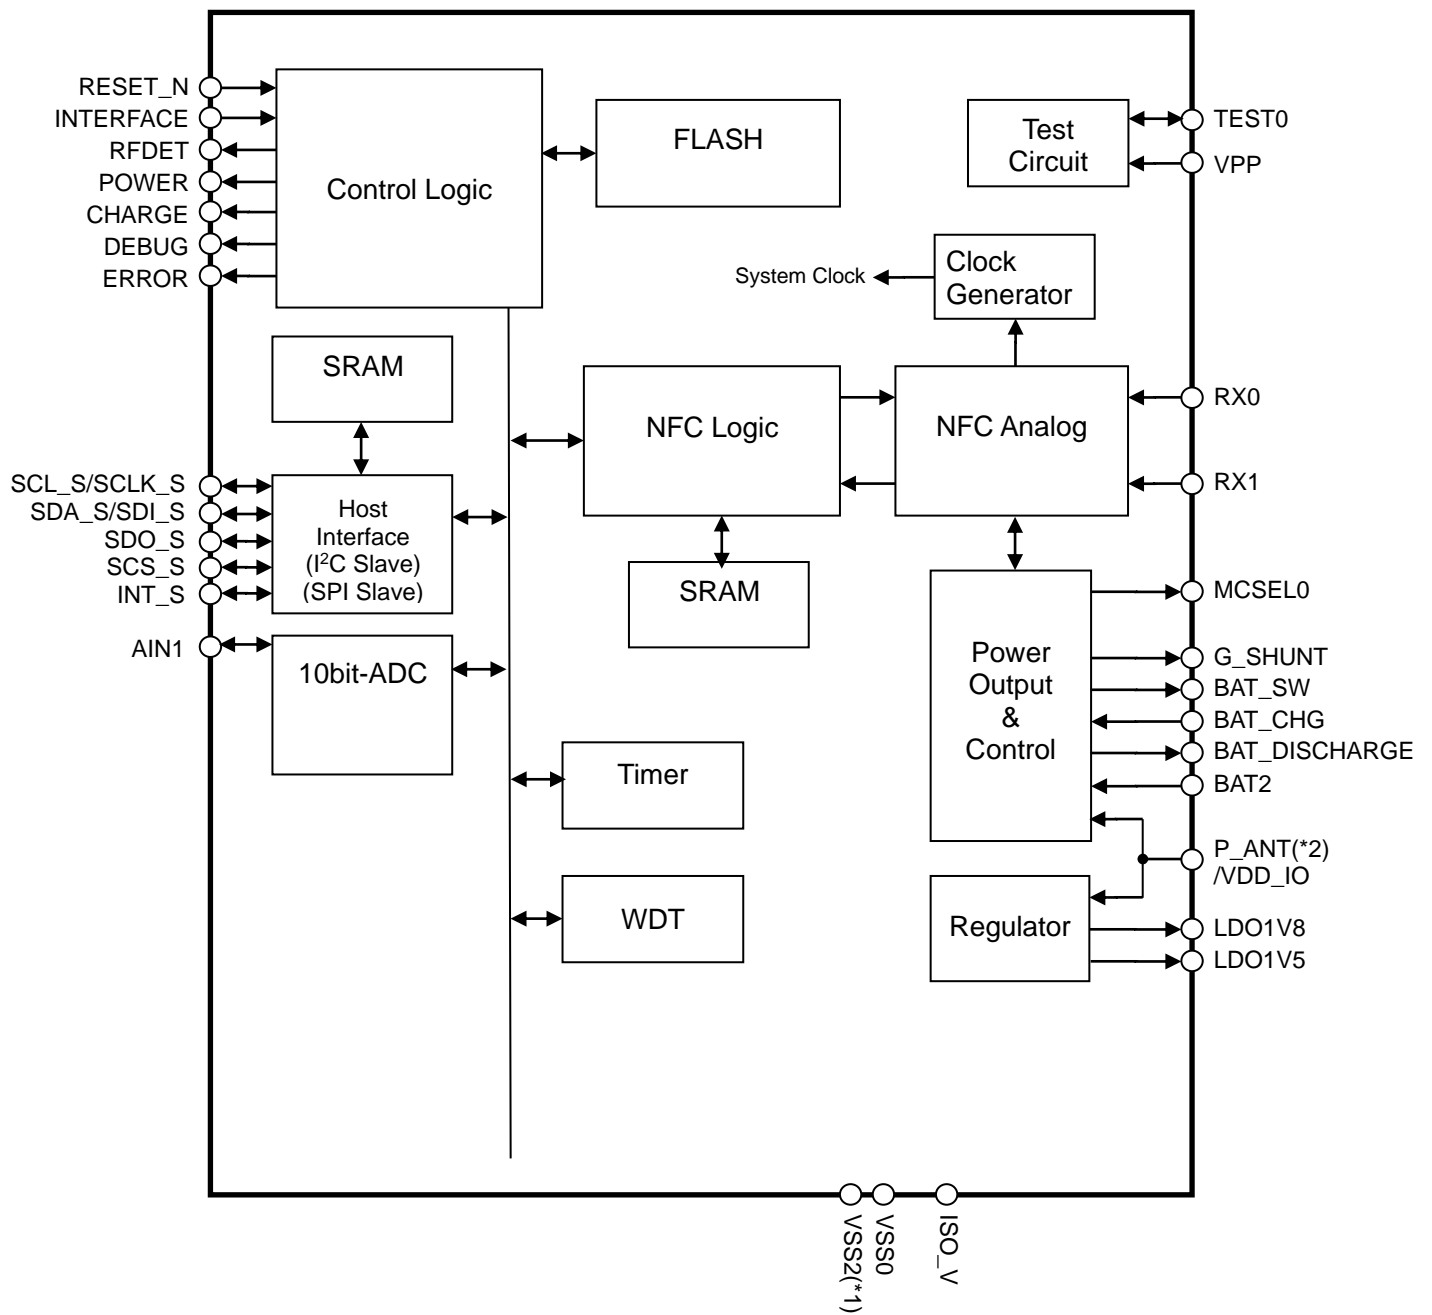 RESET_N
INTERFACE
RFDET
POWER
CHARGE
DEBUG
ERROR
Control Logic
FLASH
Test
Circuit
TEST0
VPP
System Clock
Clock
Generator
SRAM
NFC Logic
NFC Analog
RX0
RX1
SCL_S/SCLK_S
SDA_S/SDI_S
SDO_S
SCS_S
INT_S
AIN1
Host
Interface
(I²C Slave)
(SPI Slave)
SRAM
10bit-ADC
Power
Output
&
Control
MCSEL0
G_SHUNT
BAT_SW
BAT_CHG
BAT_DISCHARGE
BAT2
P_ANT(*2)
/VDD_IO
Timer
WDT
Regulator
LDO1V8
LDO1V5
VSS2(*1)
VSS0
ISO_V